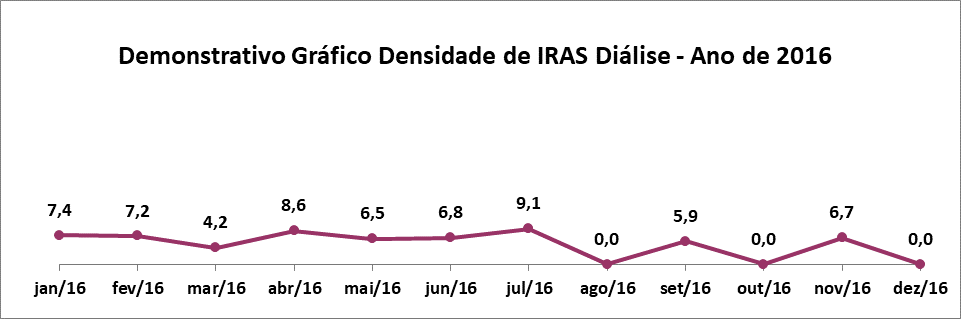 Demonstrativo Gráfico Densidade de IRAS Diálise - Ano de 2016
7,4 7,2 4,2 8,6 6,5 6,8 9,1 0,0 5,9 0,0 6,7 0,0
jan/16 fev/16 mar/16 abr/16 mai/16 jun/16 jul/16 ago/16 set/16 out/16 nov/16 dez/16